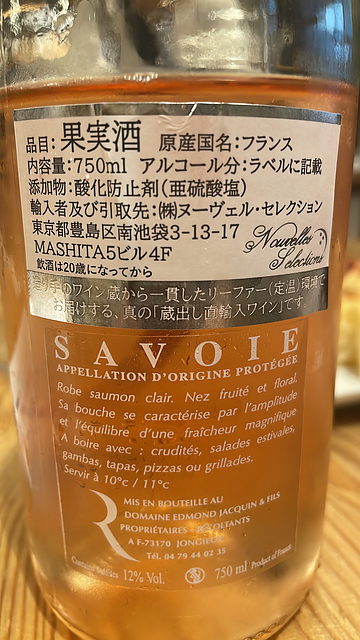 品目:果実酒 原産国名:フランス
内容量:750ml アルコール分:ラベルに記載
添加物:酸化防止剤(亜硫酸塩)
輸入者及び引取先:㈱ヌーヴェル・セレクション
東京都豊島区南池袋3-13-17
MASHITA5ビル4F
Nouvelles Selections
飲酒は20歳になってから
造り手のワイン蔵から一貫したリーファー(定温)環境で
お届けする、真の「蔵出し直輸入ワイン」です。
SAVOIE
APPELLATION D'ORIGINE PROTÉGÉE
Robe saumon clair. Nez fruité et floral.
Sa bouche se caractérise par l'amplitude
et l'équilibre d'une fraîcheur magnifique
A boire avec : crudités, salades estivales,
gambas, tapas, pizzas ou grillades.
Servir à 10°c / 11°c
R
MIS EN BOUTEILLE AU
DOMAINE EDMOND JACQUIN & FILS
PROPRIÉTAIRES RÉCOLTANTS
A F-73170 JONGIEUX
Tél. 04 79 44 02 35
Contains Sulfites 12% Vol. 750 ml Product of France